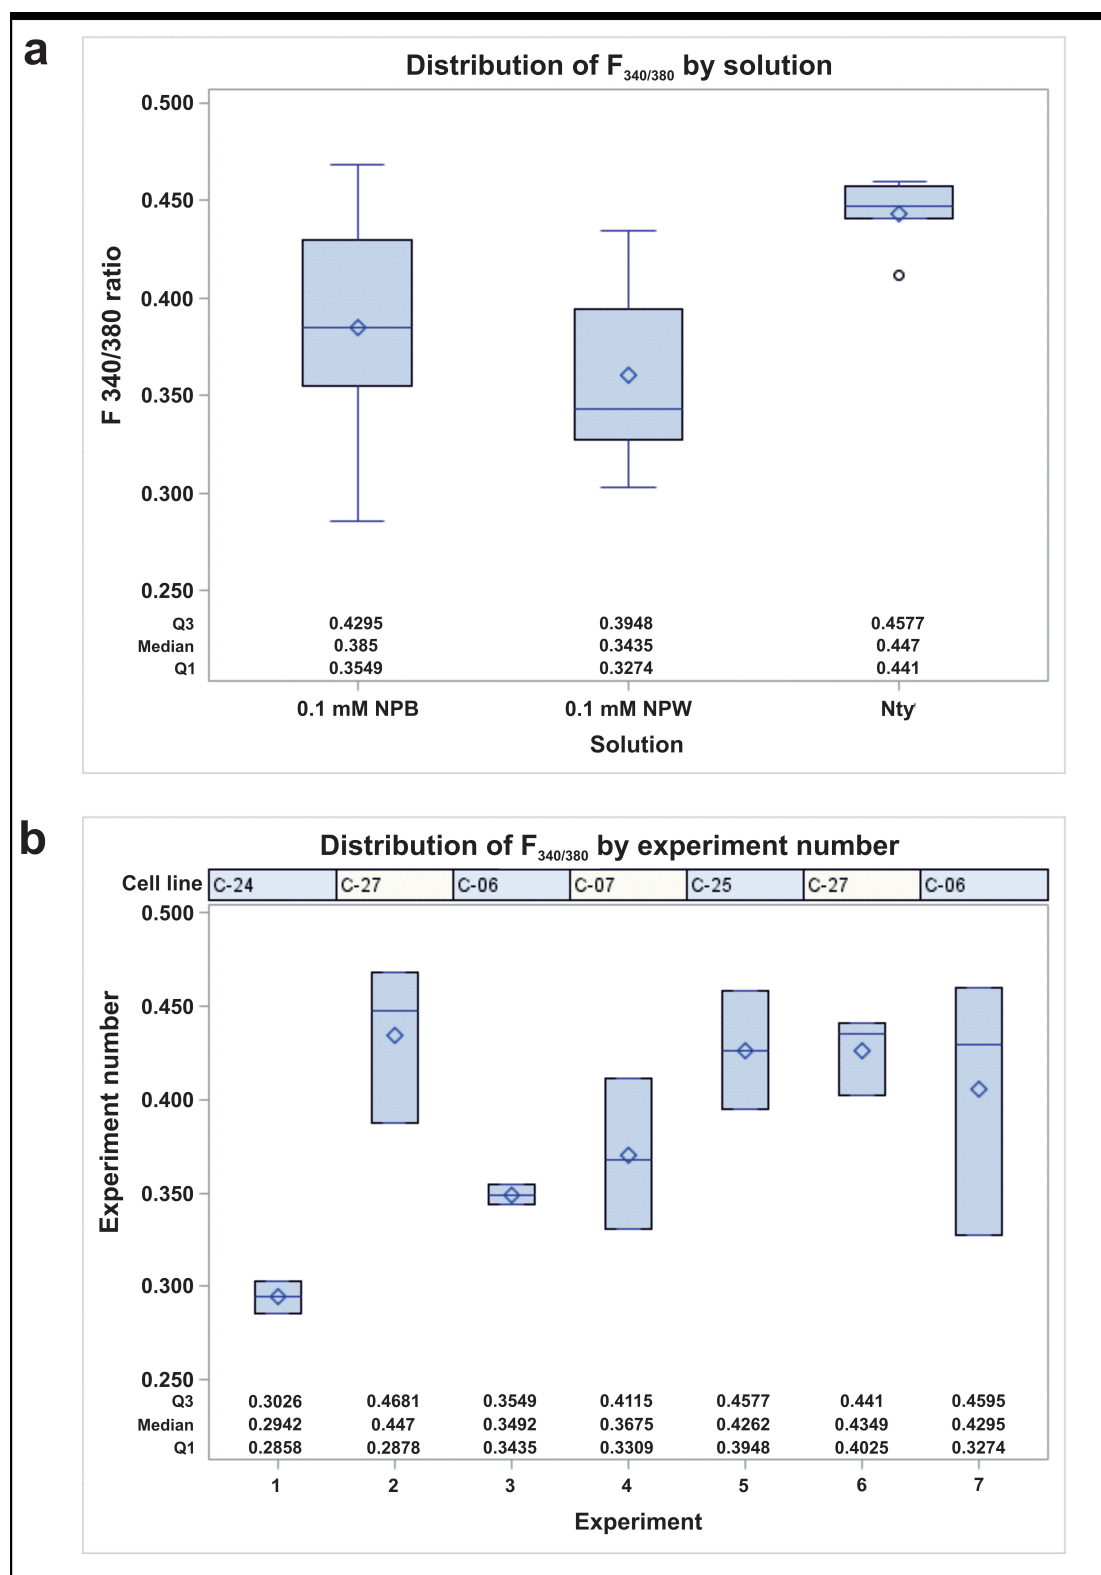 a
Distribution of F340/380 by solution
F 340/380 ratio
0.500
0.450
0.400
0.350
0.300
0.250
Q3 0.4295 0.3948 0.4577
Median 0.385 0.3435 0.447
Q1 0.3549 0.3274 0.441
0.1 mM NPB 0.1 mM NPW Nty
Solution
b
Distribution of F340/380 by experiment number
Cell line C-24 C-27 C-06 C-07 C-25 C-27 C-06
Experiment number
0.500
0.450
0.400
0.350
0.300
0.250
Q3 0.3026 0.4681 0.3549 0.4115 0.4577 0.441 0.4595
Median 0.2942 0.447 0.3492 0.3675 0.4262 0.4349 0.4295
Q1 0.2858 0.2878 0.3435 0.3309 0.3948 0.4025 0.3274
1 2 3 4 5 6 7
Experiment